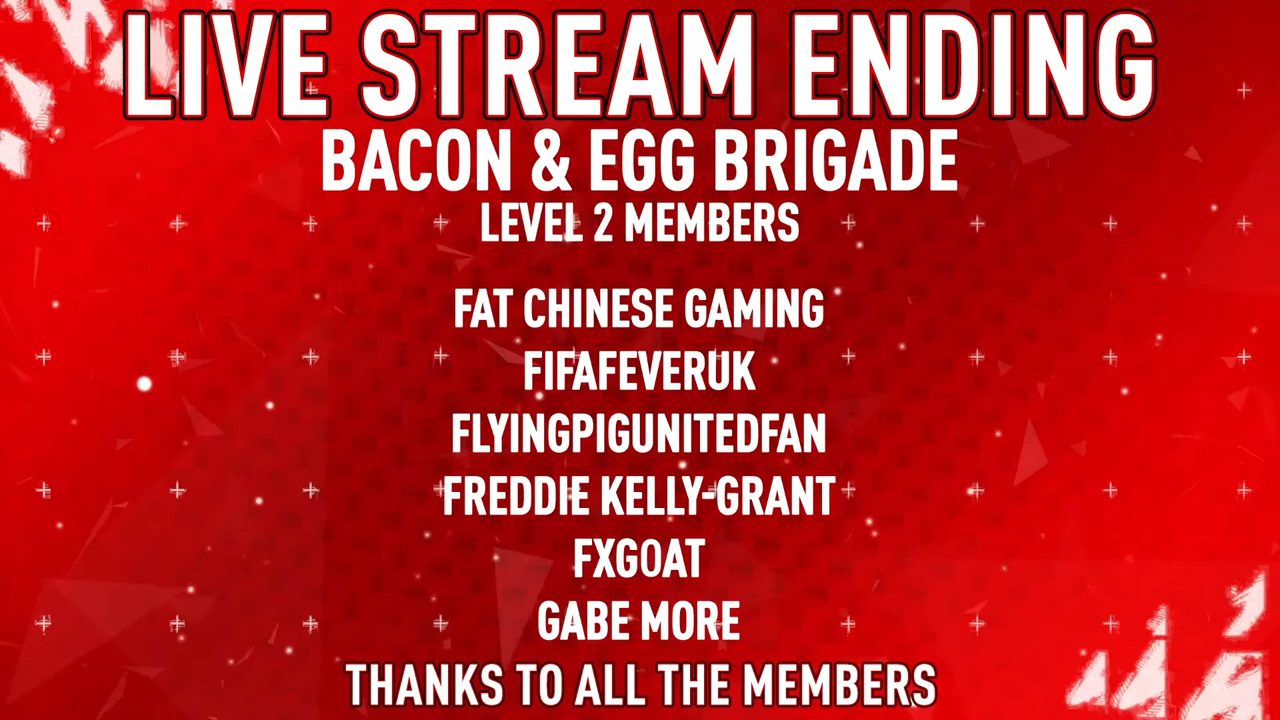 LIVE STREAM ENDING
BACON & EGG BRIGADE
LEVEL 2 MEMBERS
FAT CHINESE GAMING
FIFAFEVERUK
FLYINGPIGUNITEDFAN
FREDDIE KELLY-GRANT
FXGOAT
GABE MORE
THANKS TO ALL THE MEMBERS